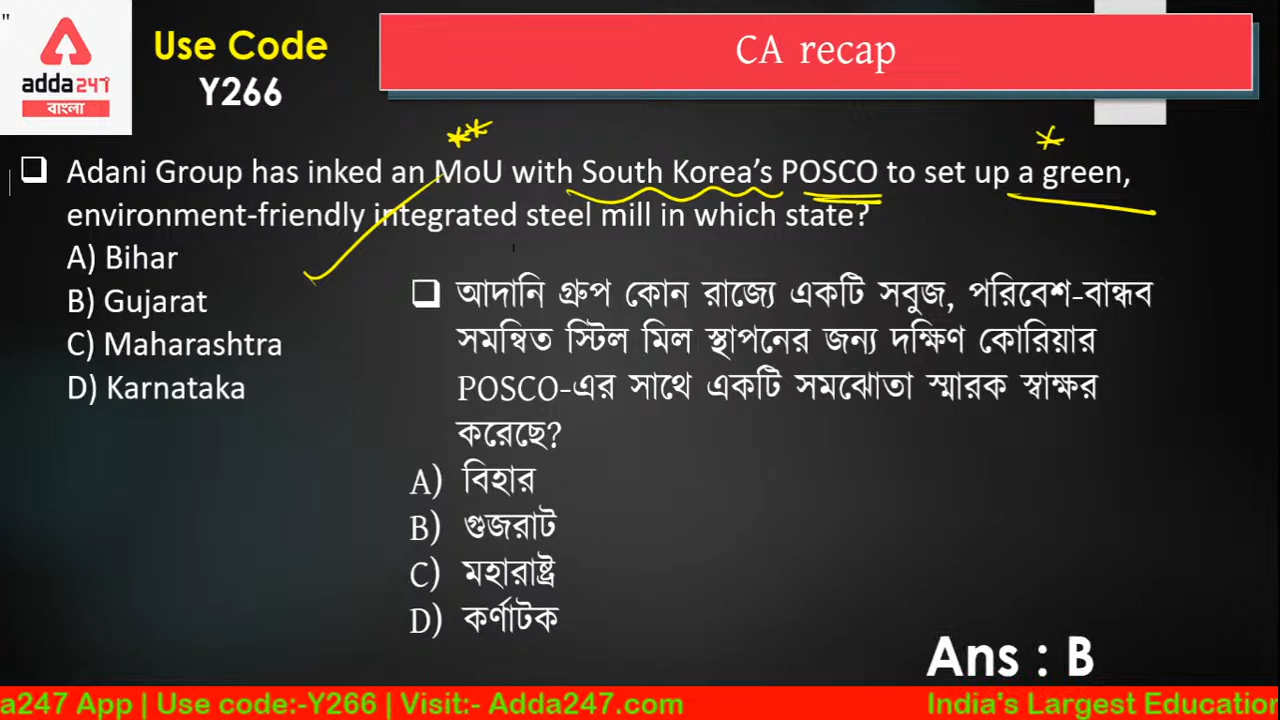 "
adda247
বাংলা
Use Code
Y266
CA recap
Adani Group has inked an MoU with South Korea's POSCO to set up a green,
environment-friendly integrated steel mill in which state?
A) Bihar
B) Gujarat
C) Maharashtra
D) Karnataka
আদানি গ্রুপ কোন রাজ্যে একটি সবুজ, পরিবেশ-বান্ধব
সমন্বিত স্টিল মিল স্থাপনের জন্য দক্ষিণ কোরিয়ার
POSCO-এর সাথে একটি সমঝোতা স্মারক স্বাক্ষর
করেছে?
A) বিহার
B) গুজরাট
C) মহারাষ্ট্র
D) কর্ণাটক
Ans : B
a247 App | Use code:-Y266 | Visit:- Adda247.com India's Largest Education